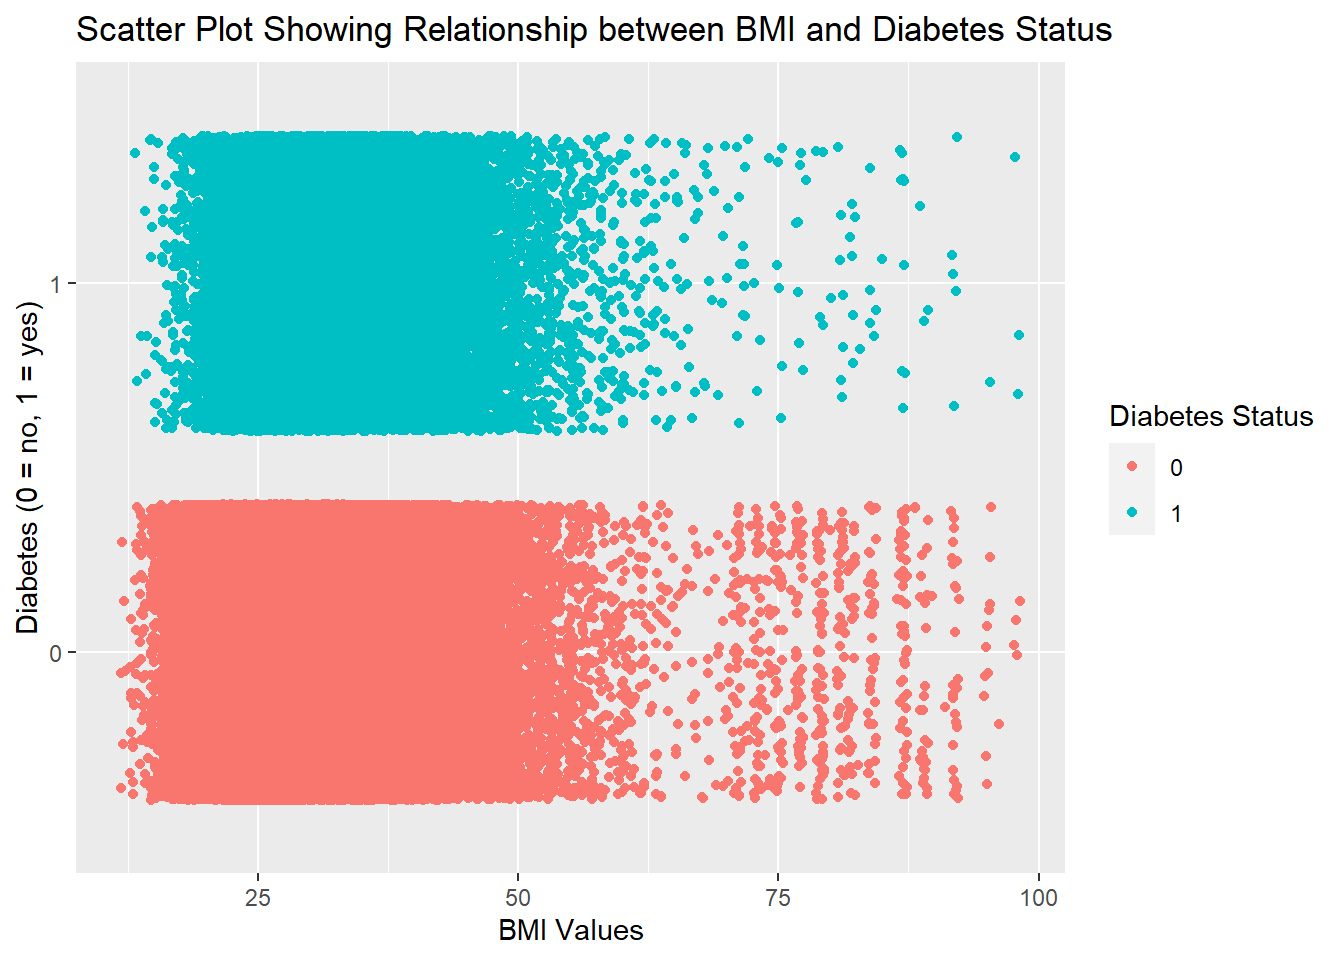 Scatter Plot Showing Relationship between BMI and Diabetes Status
Diabetes (0 = no, 1 = yes)
1
0
25 50 75 100
BMI Values
Diabetes Status
0
1